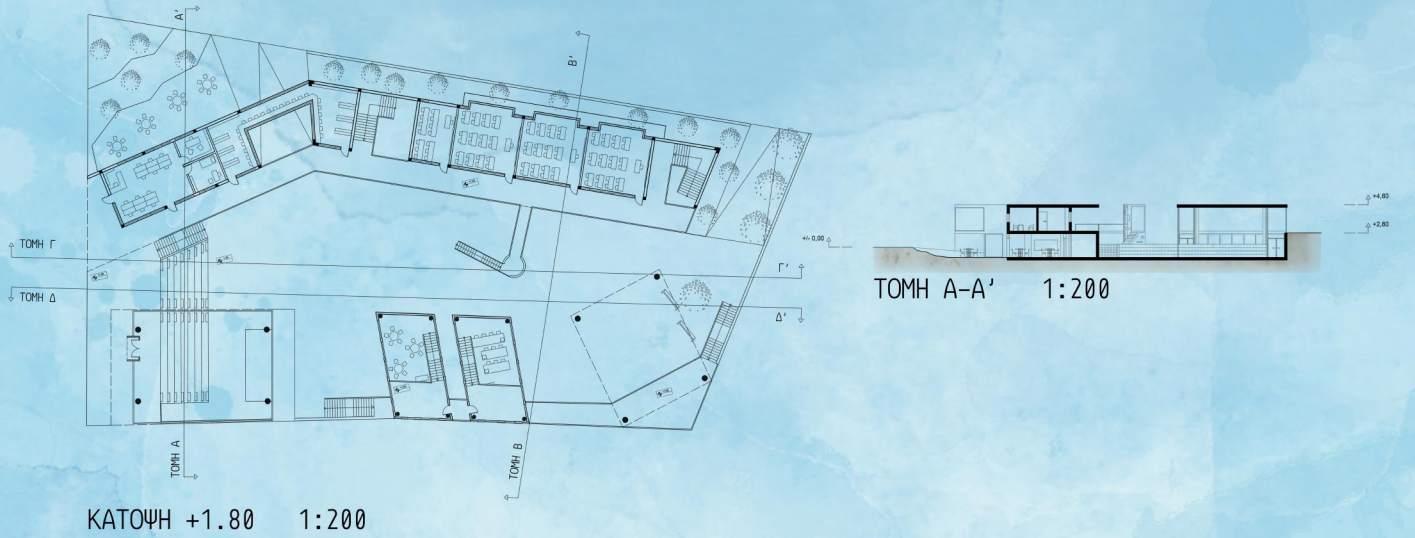 Α'
Β'
ΤΟΜΗ Γ
Γ'
ΤΟΜΗ Δ
Δ'
ΤΟΜΗ Α
ΤΟΜΗ Β
ΚΑΤΟΨΗ +1.80 1:200
+4,80
+2,80
+/- 0,00
ΤΟΜΗ Α-Α' 1:200